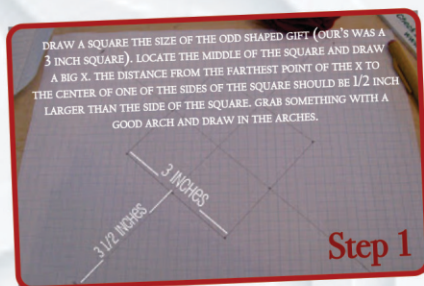 DRAW A SQUARE THE SIZE OF THE ODD SHAPED GIFT (OUR'S WAS A
3 INCH SQUARE). LOCATE THE MIDDLE OF THE SQUARE AND DRAW
A BIG X. THE DISTANCE FROM THE FARTHEST POINT OF THE X TO
THE CENTER OF ONE OF THE SIDES OF THE SQUARE SHOULD BE 1/2 INCH
LARGER THAN THE SIDE OF THE SQUARE. GRAB SOMETHING WITH A
GOOD ARCH AND DRAW IN THE ARCHES.
3 INCHES
3 1/2 INCHES
Step 1